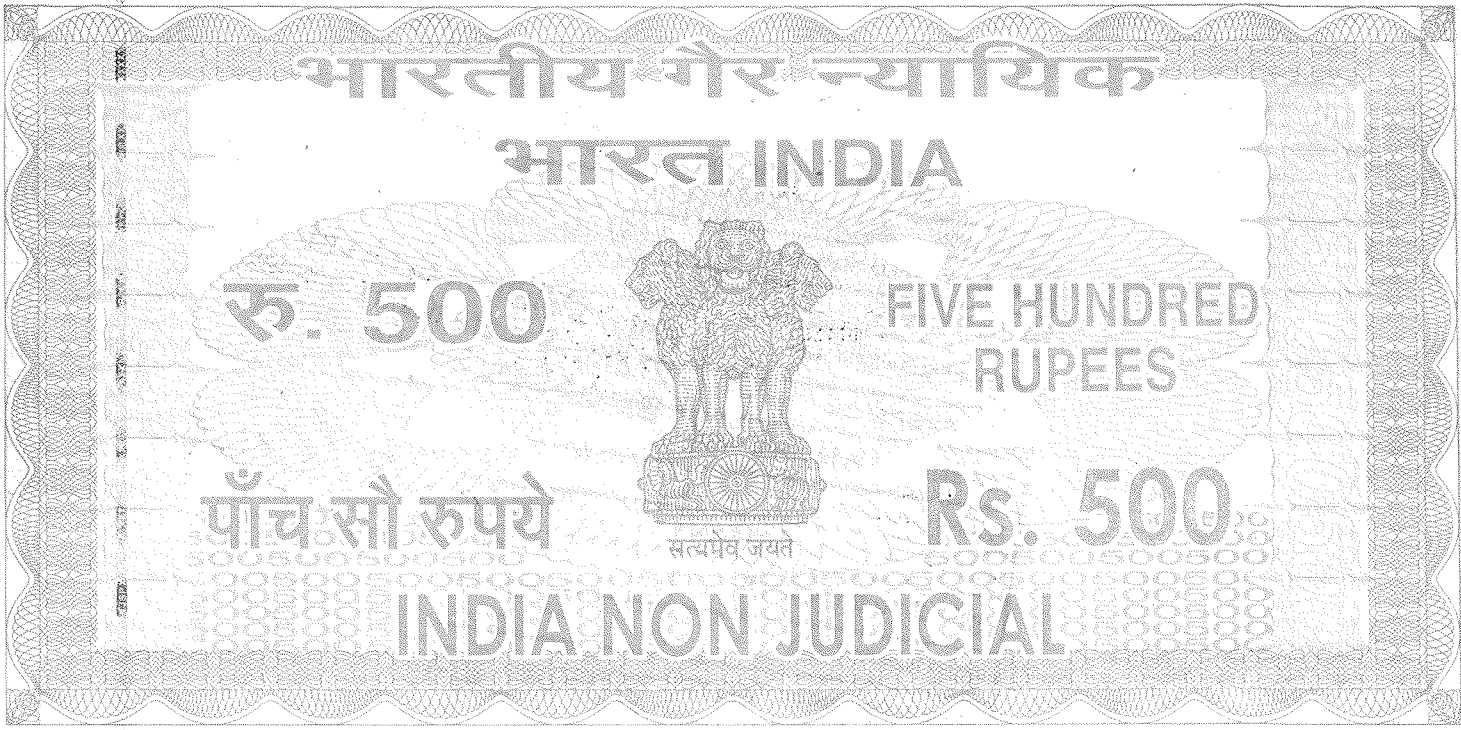 भारतीय गैर न्यायिक
भारत INDIA
रु. 500
FIVE HUNDRED
RUPEES
पाँच सौ रुपये
Rs. 500
सत्यमेव जयते
INDIA NON JUDICIAL